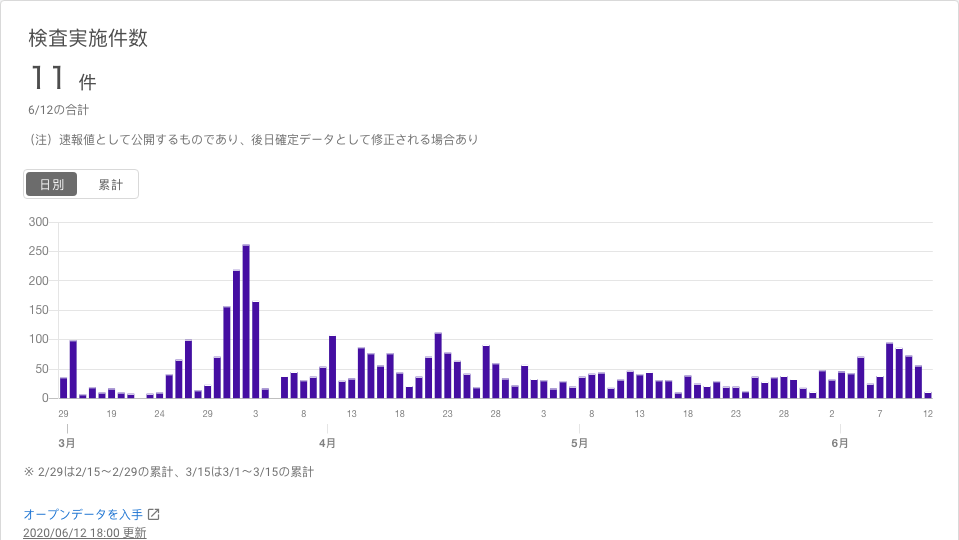 検査実施件数
11 件
6/12の合計
（注）速報値として公開するものであり、後日確定データとして修正される場合あり
日別 累計
300
250
200
150
100
50
0
29 19 24 29 3 8 13 18 23 28 3 8 13 18 23 28 2 7 12
3月 4月 5月 6月
※ 2/29は2/15～2/29の累計、3/15は3/1～3/15の累計
オープンデータを入手
2020/06/12 18:00 更新